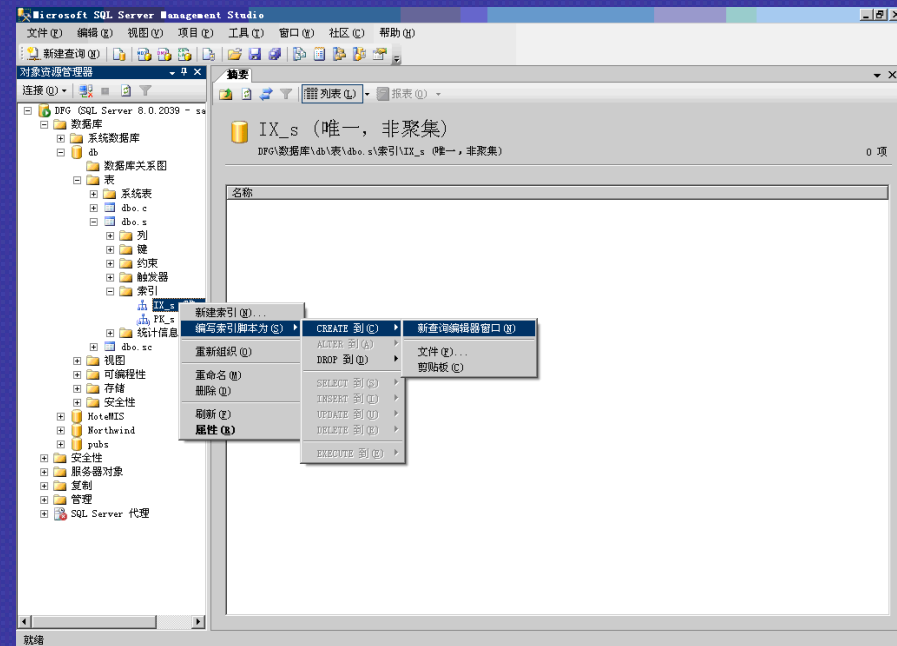 Microsoft SQL Server Management Studio
文件(F) 编辑(E) 视图(V) 项目(P) 工具(T) 窗口(W) 社区(C) 帮助(H)
新建查询(N)
对象资源管理器
摘要
连接(O)
列表(L)
报表(O)
DFG (SQL Server 8.0.2039 - sa
数据库
系统数据库
db
数据库关系图
表
系统表
dbo.c
dbo.s
列
键
约束
触发器
索引
IX_s
PK_s
统计信息
dbo.sc
视图
可编程性
存储
安全性
HotelMIS
Northwind
pubs
安全性
服务器对象
复制
管理
SQL Server 代理
IX_s (唯一, 非聚集)
DFG\数据库\db\表\dbo.s\索引\IX_s (唯一,非聚集)
0 项
名称
新建索引(N)...
编写索引脚本为(S)
重新组织(O)
重命名(M)
删除(D)
刷新(F)
属性(R)
CREATE 到(C)
ALTER 到(A)
DROP 到(D)
SELECT 到(S)
INSERT 到(I)
UPDATE 到(U)
DELETE 到(E)
EXECUTE 到(E)
新查询编辑器窗口(N)
文件(F)...
剪贴板(C)
就绪